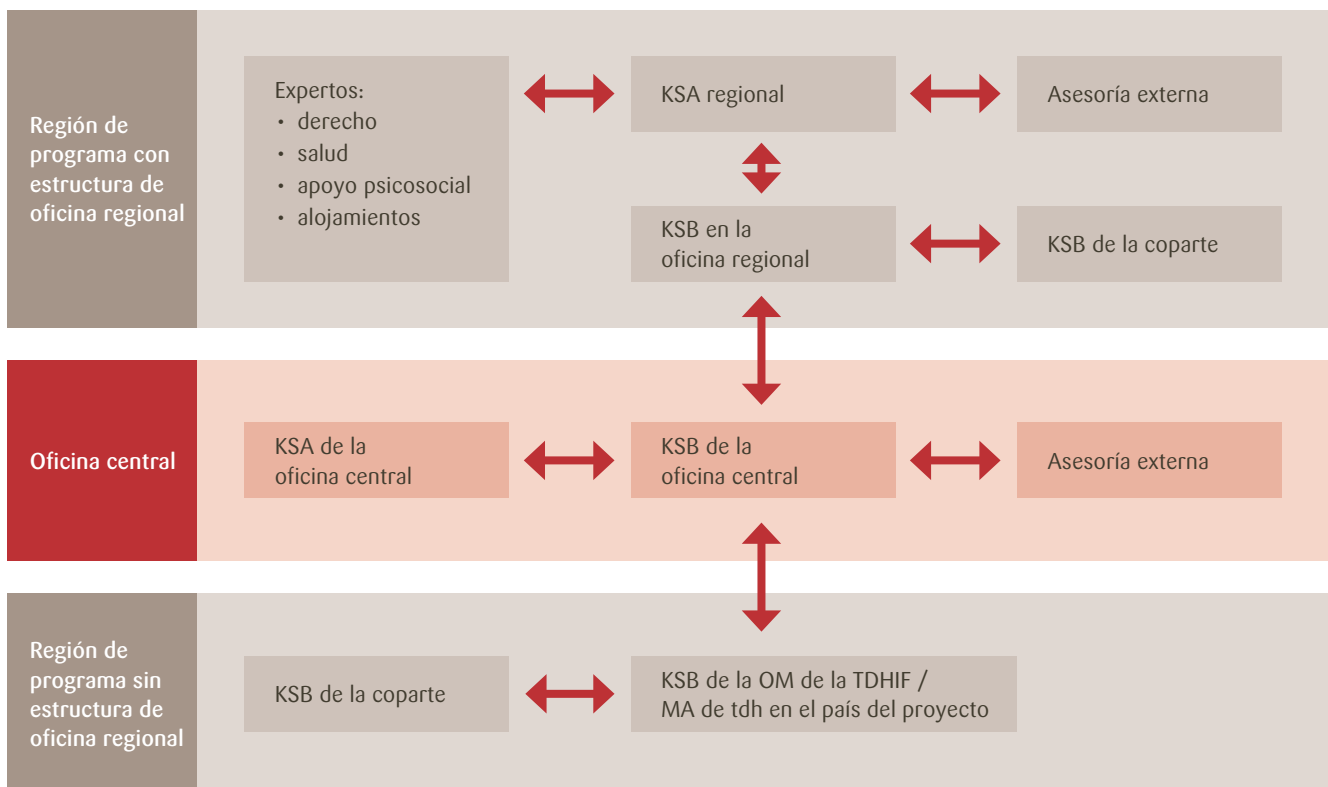 Región de
programa con
estructura de
oficina regional
Expertos:
• derecho
• salud
• apoyo psicosocial
• alojamientos
KSA regional
Asesoría externa
KSB en la
oficina regional
KSB de la coparte
Oficina central
KSA de la
oficina central
KSB de la
oficina central
Asesoría externa
Región de
programa sin
estructura de
oficina regional
KSB de la coparte
KSB de la OM de la TDHIF /
MA de tdh en el país del proyecto